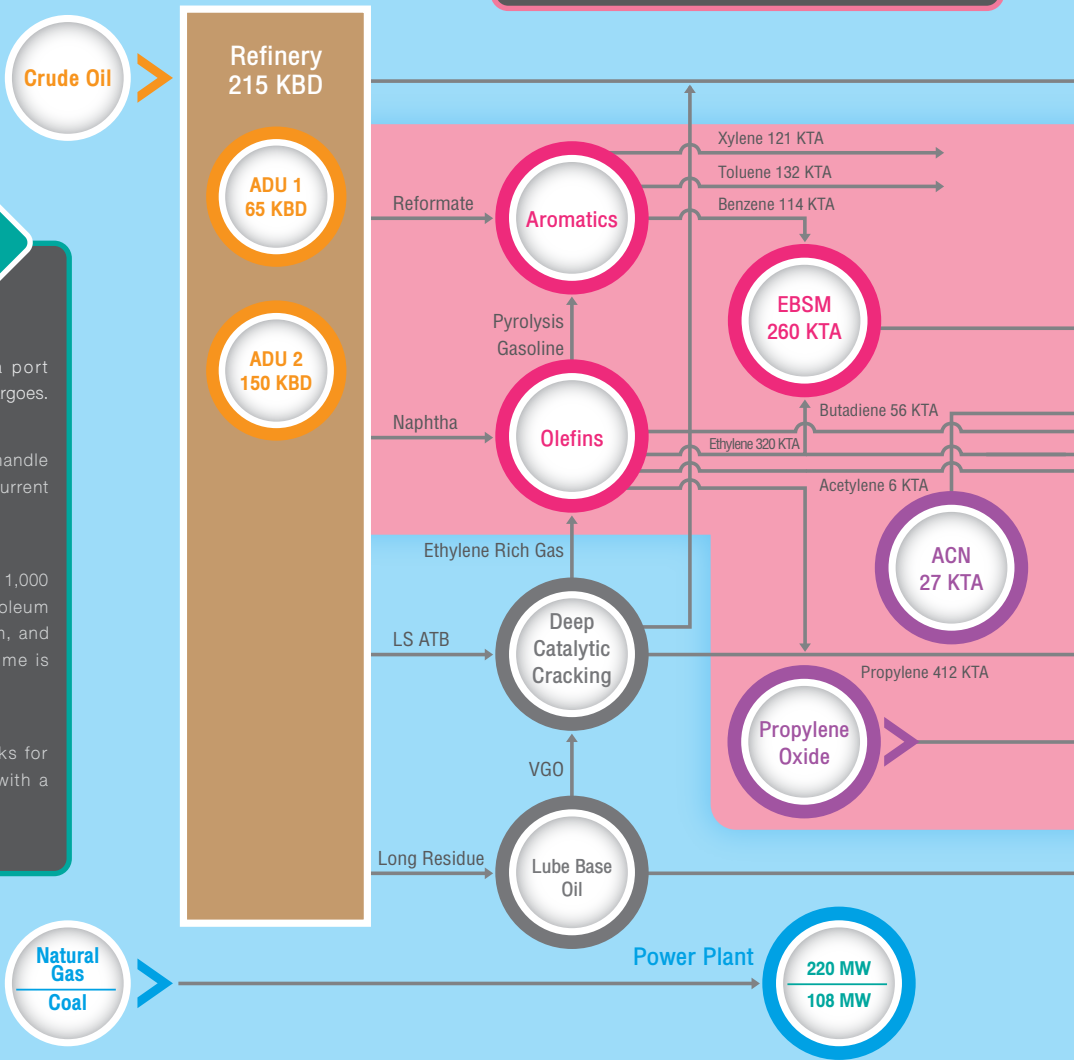 Crude Oil
Refinery
215 KBD
ADU 1
65 KBD
ADU 2
150 KBD
Reformate
Aromatics
Xylene 121 KTA
Toluene 132 KTA
Benzene 114 KTA
EBSM
260 KTA
Pyrolysis
Gasoline
Naphtha
Olefins
Butadiene 56 KTA
Ethylene 320 KTA
Acetylene 6 KTA
ACN
27 KTA
Ethylene Rich Gas
LS ATB
Deep
Catalytic
Cracking
Propylene 412 KTA
Propylene
Oxide
VGO
Long Residue
Lube Base
Oil
Natural
Gas
Coal
Power Plant
220 MW
108 MW
port
handle
1,000
and
is
ks for
with a